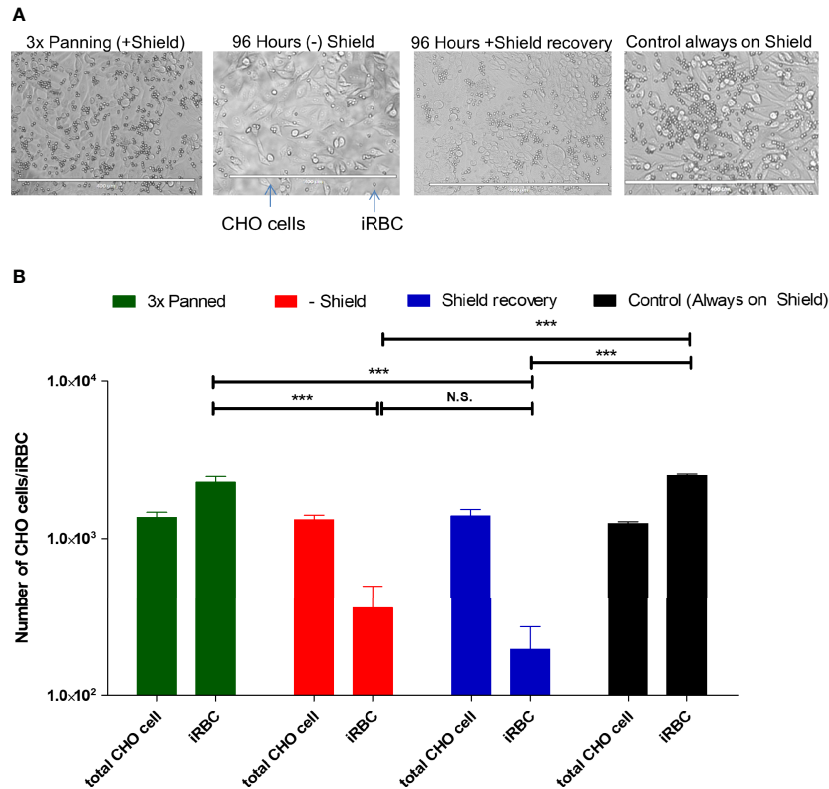 A
3x Panning (+Shield)
96 Hours (-) Shield
96 Hours +Shield recovery
Control always on Shield
CHO cells
iRBC
B
3x Panned
- Shield
Shield recovery
Control (Always on Shield)
***
***
***
***
N.S.
1.0×10⁴
1.0×10³
1.0×10²
Number of CHO cells/iRBC
total CHO cell
iRBC
total CHO cell
iRBC
total CHO cell
iRBC
total CHO cell
iRBC